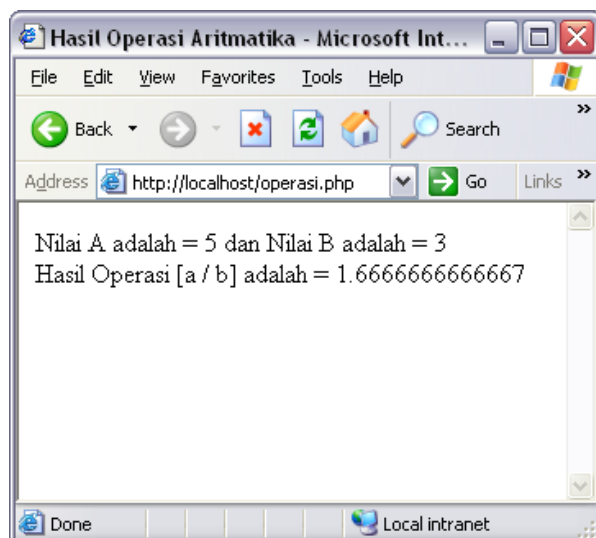 Hasil Operasi Aritmatika - Microsoft Int...
File Edit View Favorites Tools Help
Back Search »
Address http://localhost/operasi.php Go Links »
Nilai A adalah = 5 dan Nilai B adalah = 3
Hasil Operasi [a / b] adalah = 1.6666666666667
Done Local intranet